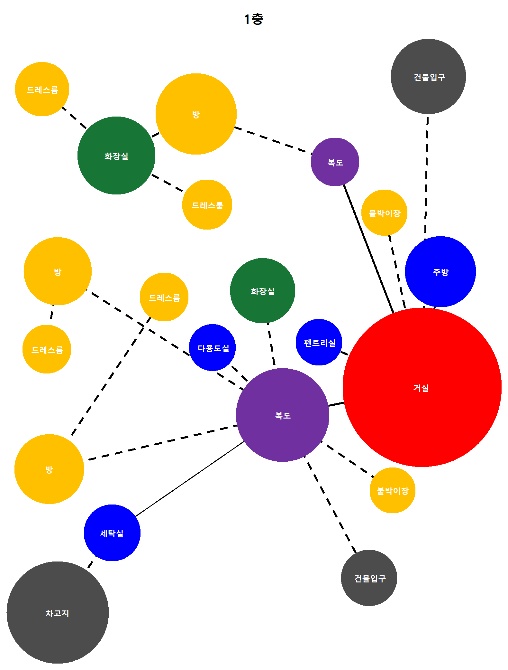 1층
건물입구
드레스룸
방
화장실
복도
드레스룸
붙박이장
방
주방
화장실
드레스룸
펜트리실
다용도실
드레스룸
거실
복도
방
붙박이장
세탁실
건물입구
차고지